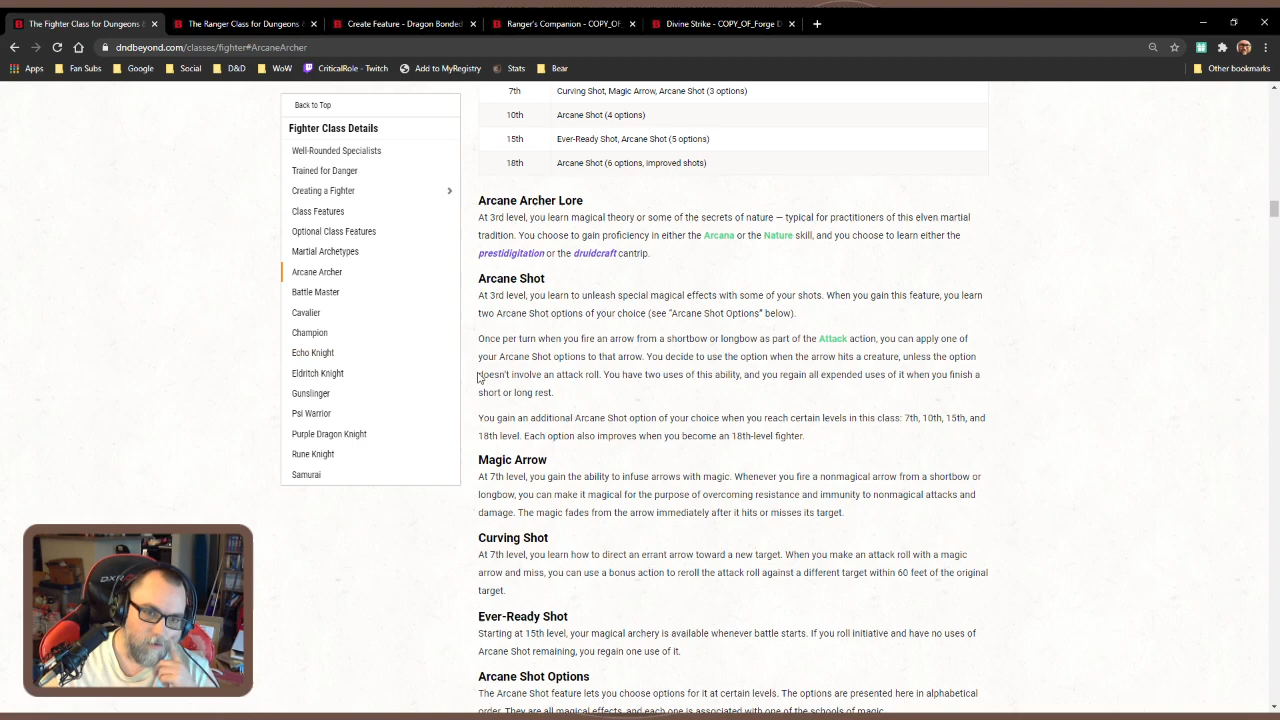 The Fighter Class for Dungeons &
The Ranger Class for Dungeons &
Create Feature - Dragon Bonded
Ranger's Companion - COPY_OF_
Divine Strike - COPY_OF_Forge D
dndbeyond.com/classes/fighter#ArcaneArcher
Apps
Fan Subs
Google
Social
D&D
WoW
CriticalRole - Twitch
Add to MyRegistry
Stats
Bear
Other bookmarks
Back to Top
Fighter Class Details
Well-Rounded Specialists
Trained for Danger
Creating a Fighter
Class Features
Optional Class Features
Martial Archetypes
Arcane Archer
Battle Master
Cavalier
Champion
Echo Knight
Eldritch Knight
Gunslinger
Psi Warrior
Purple Dragon Knight
Rune Knight
Samurai
7th Curving Shot, Magic Arrow, Arcane Shot (3 options)
10th Arcane Shot (4 options)
15th Ever-Ready Shot, Arcane Shot (5 options)
18th Arcane Shot (6 options, improved shots)
Arcane Archer Lore
At 3rd level, you learn magical theory or some of the secrets of nature — typical for practitioners of this elven martial
tradition. You choose to gain proficiency in either the Arcana or the Nature skill, and you choose to learn either the
prestidigitation or the druidcraft cantrip.
Arcane Shot
At 3rd level, you learn to unleash special magical effects with some of your shots. When you gain this feature, you learn
two Arcane Shot options of your choice (see “Arcane Shot Options” below).
Once per turn when you fire an arrow from a shortbow or longbow as part of the Attack action, you can apply one of
your Arcane Shot options to that arrow. You decide to use the option when the arrow hits a creature, unless the option
doesn't involve an attack roll. You have two uses of this ability, and you regain all expended uses of it when you finish a
short or long rest.
You gain an additional Arcane Shot option of your choice when you reach certain levels in this class: 7th, 10th, 15th, and
18th level. Each option also improves when you become an 18th-level fighter.
Magic Arrow
At 7th level, you gain the ability to infuse arrows with magic. Whenever you fire a nonmagical arrow from a shortbow or
longbow, you can make it magical for the purpose of overcoming resistance and immunity to nonmagical attacks and
damage. The magic fades from the arrow immediately after it hits or misses its target.
Curving Shot
At 7th level, you learn how to direct an errant arrow toward a new target. When you make an attack roll with a magic
arrow and miss, you can use a bonus action to reroll the attack roll against a different target within 60 feet of the original
target.
Ever-Ready Shot
Starting at 15th level, your magical archery is available whenever battle starts. If you roll initiative and have no uses of
Arcane Shot remaining, you regain one use of it.
Arcane Shot Options
The Arcane Shot feature lets you choose options for it at certain levels. The options are presented here in alphabetical
order. They are all magical effects, and each one is associated with one of the schools of magic.